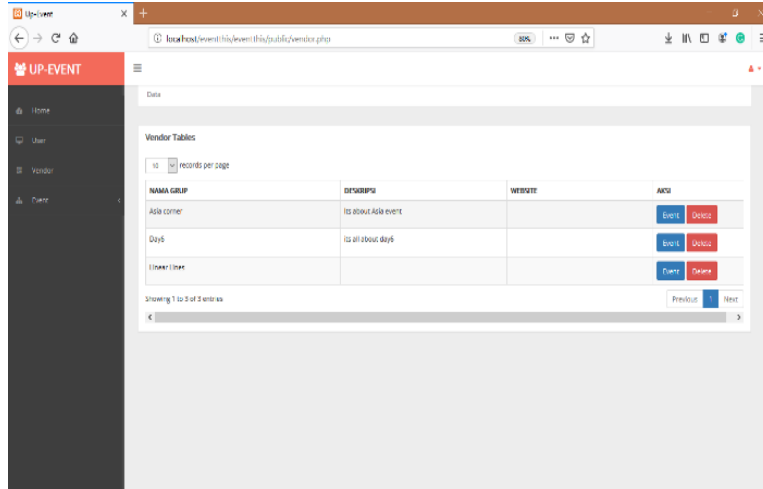 Up-Event
localhost/eventthis/eventthis/public/vendor.php
80%
UP-EVENT
Data
Home
User
Vendor
Event
Vendor Tables
10 records per page
NAMA GRUP DESKRIPSI WEBSITE AKSI
Asia corner its about Asia event Event Delete
Day6 its all about day6 Event Delete
Linear Lines Event Delete
Showing 1 to 3 of 3 entries
Previous 1 Next